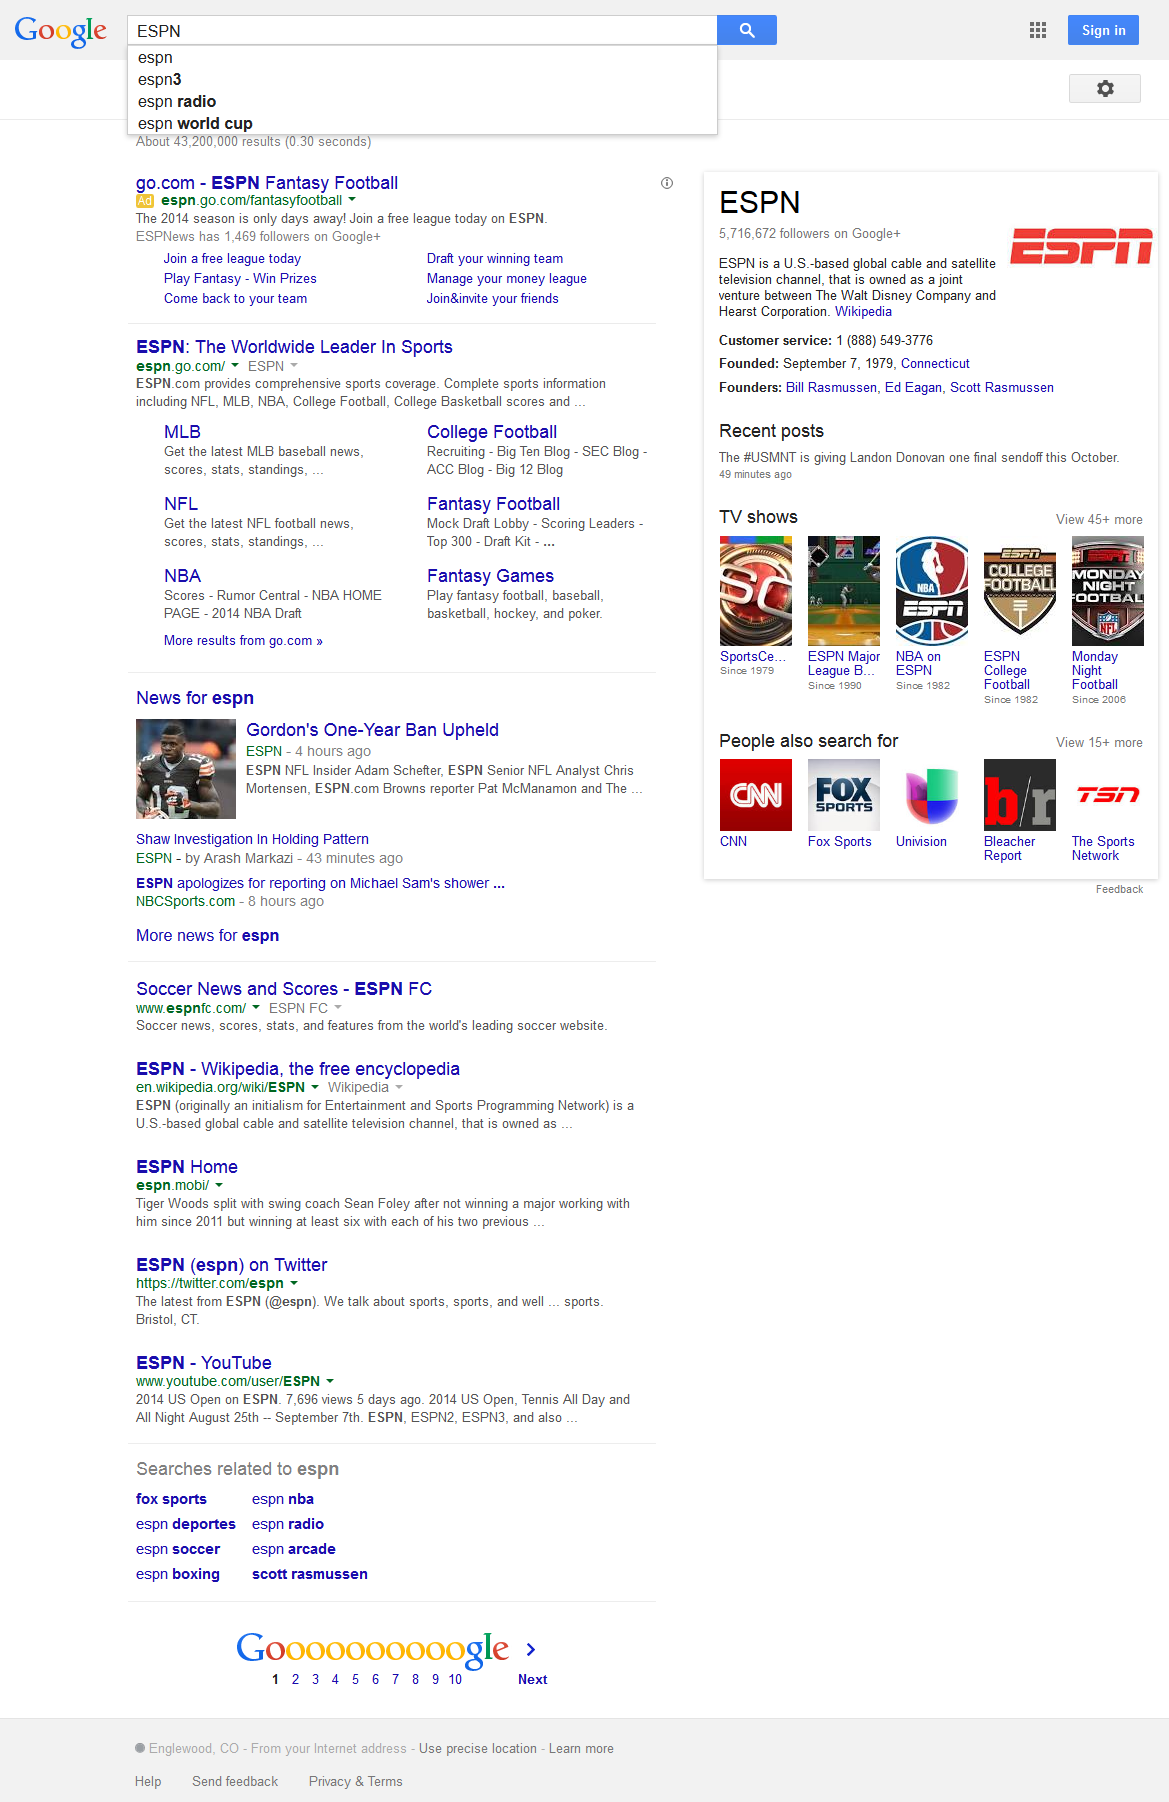 Google
ESPN
Sign in
espn
espn3
espn radio
espn world cup
About 43,200,000 results (0.30 seconds)
go.com - ESPN Fantasy Football
Ad espn.go.com/fantasyfootball
The 2014 season is only days away! Join a free league today on ESPN.
ESPNews has 1,469 followers on Google+
Join a free league today
Draft your winning team
Play Fantasy - Win Prizes
Manage your money league
Come back to your team
Join&invite your friends
ESPN: The Worldwide Leader In Sports
espn.go.com/ ESPN
ESPN.com provides comprehensive sports coverage. Complete sports information
including NFL, MLB, NBA, College Football, College Basketball scores and ...
MLB
Get the latest MLB baseball news,
scores, stats, standings, ...
College Football
Recruiting - Big Ten Blog - SEC Blog -
ACC Blog - Big 12 Blog
NFL
Get the latest NFL football news,
scores, stats, standings, ...
Fantasy Football
Mock Draft Lobby - Scoring Leaders -
Top 300 - Draft Kit - ...
NBA
Scores - Rumor Central - NBA HOME
PAGE - 2014 NBA Draft
Fantasy Games
Play fantasy football, baseball,
basketball, hockey, and poker.
More results from go.com »
News for espn
Gordon's One-Year Ban Upheld
ESPN - 4 hours ago
ESPN NFL Insider Adam Schefter, ESPN Senior NFL Analyst Chris
Mortensen, ESPN.com Browns reporter Pat McManamon and The ...
Shaw Investigation In Holding Pattern
ESPN - by Arash Markazi - 43 minutes ago
ESPN apologizes for reporting on Michael Sam's shower ...
NBCSports.com - 8 hours ago
More news for espn
Soccer News and Scores - ESPN FC
www.espnfc.com/ ESPN FC
Soccer news, scores, stats, and features from the world's leading soccer website.
ESPN - Wikipedia, the free encyclopedia
en.wikipedia.org/wiki/ESPN Wikipedia
ESPN (originally an initialism for Entertainment and Sports Programming Network) is a
U.S.-based global cable and satellite television channel, that is owned as ...
ESPN Home
espn.mobi/
Tiger Woods split with swing coach Sean Foley after not winning a major working with
him since 2011 but winning at least six with each of his two previous ...
ESPN (espn) on Twitter
https://twitter.com/espn
The latest from ESPN (@espn). We talk about sports, sports, and well ... sports.
Bristol, CT.
ESPN - YouTube
www.youtube.com/user/ESPN
2014 US Open on ESPN. 7,696 views 5 days ago. 2014 US Open, Tennis All Day and
All Night August 25th -- September 7th. ESPN, ESPN2, ESPN3, and also ...
Searches related to espn
fox sports
espn nba
espn deportes
espn radio
espn soccer
espn arcade
espn boxing
scott rasmussen
Goooooooooogle
1 2 3 4 5 6 7 8 9 10 Next
ESPN
5,716,672 followers on Google+
ESPN
ESPN is a U.S.-based global cable and satellite
television channel, that is owned as a joint
venture between The Walt Disney Company and
Hearst Corporation. Wikipedia
Customer service: 1 (888) 549-3776
Founded: September 7, 1979, Connecticut
Founders: Bill Rasmussen, Ed Eagan, Scott Rasmussen
Recent posts
The #USMNT is giving Landon Donovan one final sendoff this October.
49 minutes ago
TV shows
View 45+ more
SC
NBA
ESPN
ESPN
COLLEGE
FOOTBALL
ESPN
MONDAY
NIGHT
FOOTBALL
NFL
SportsCe...
Since 1979
ESPN Major
League B...
Since 1990
NBA on
ESPN
Since 1982
ESPN
College
Football
Since 1982
Monday
Night
Football
Since 2006
People also search for
View 15+ more
CNN
FOX
SPORTS
b/r
TSN
CNN
Fox Sports
Univision
Bleacher
Report
The Sports
Network
Feedback
Englewood, CO - From your Internet address - Use precise location - Learn more
Help
Send feedback
Privacy & Terms